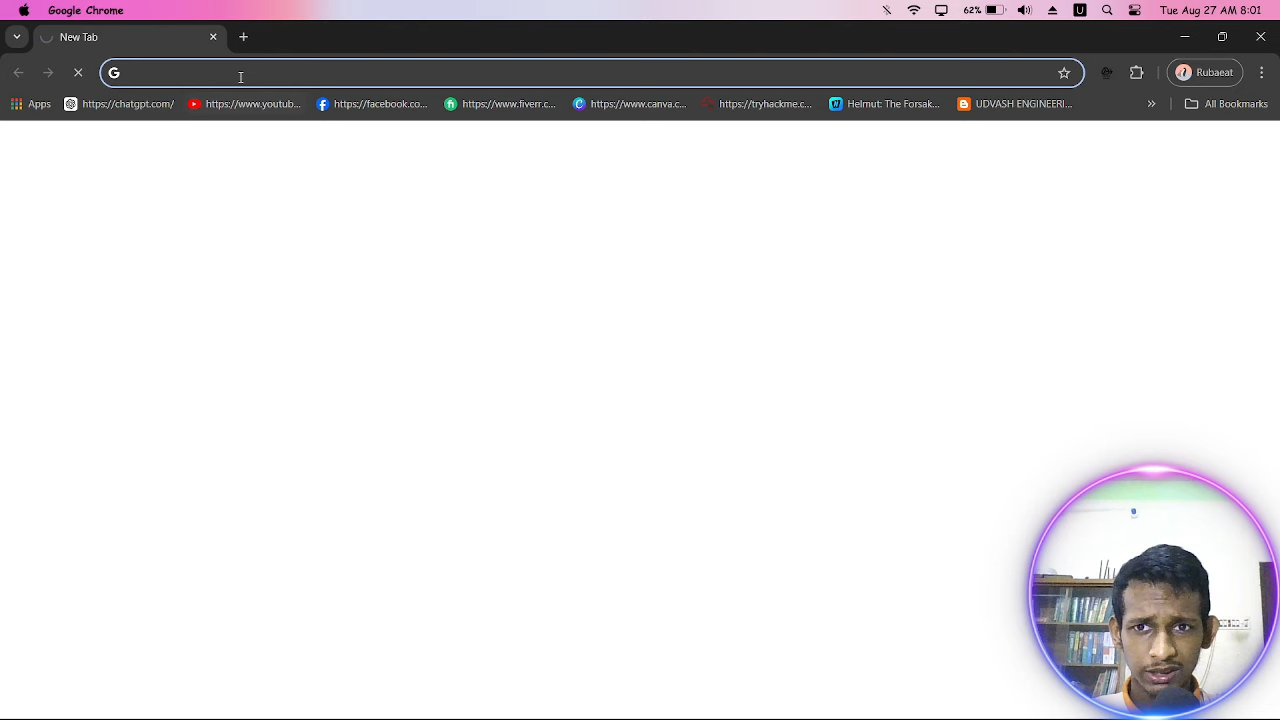 Google Chrome 62% U Tue Aug 27 AM 8:01
New Tab
G Rubaeat
Apps https://chatgpt.com/ https://www.youtub... https://facebook.co... https://www.fiverr.c... https://www.canva.c... https://tryhackme.c... Helmut: The Forsak... UDVASH ENGINEERI... All Bookmarks